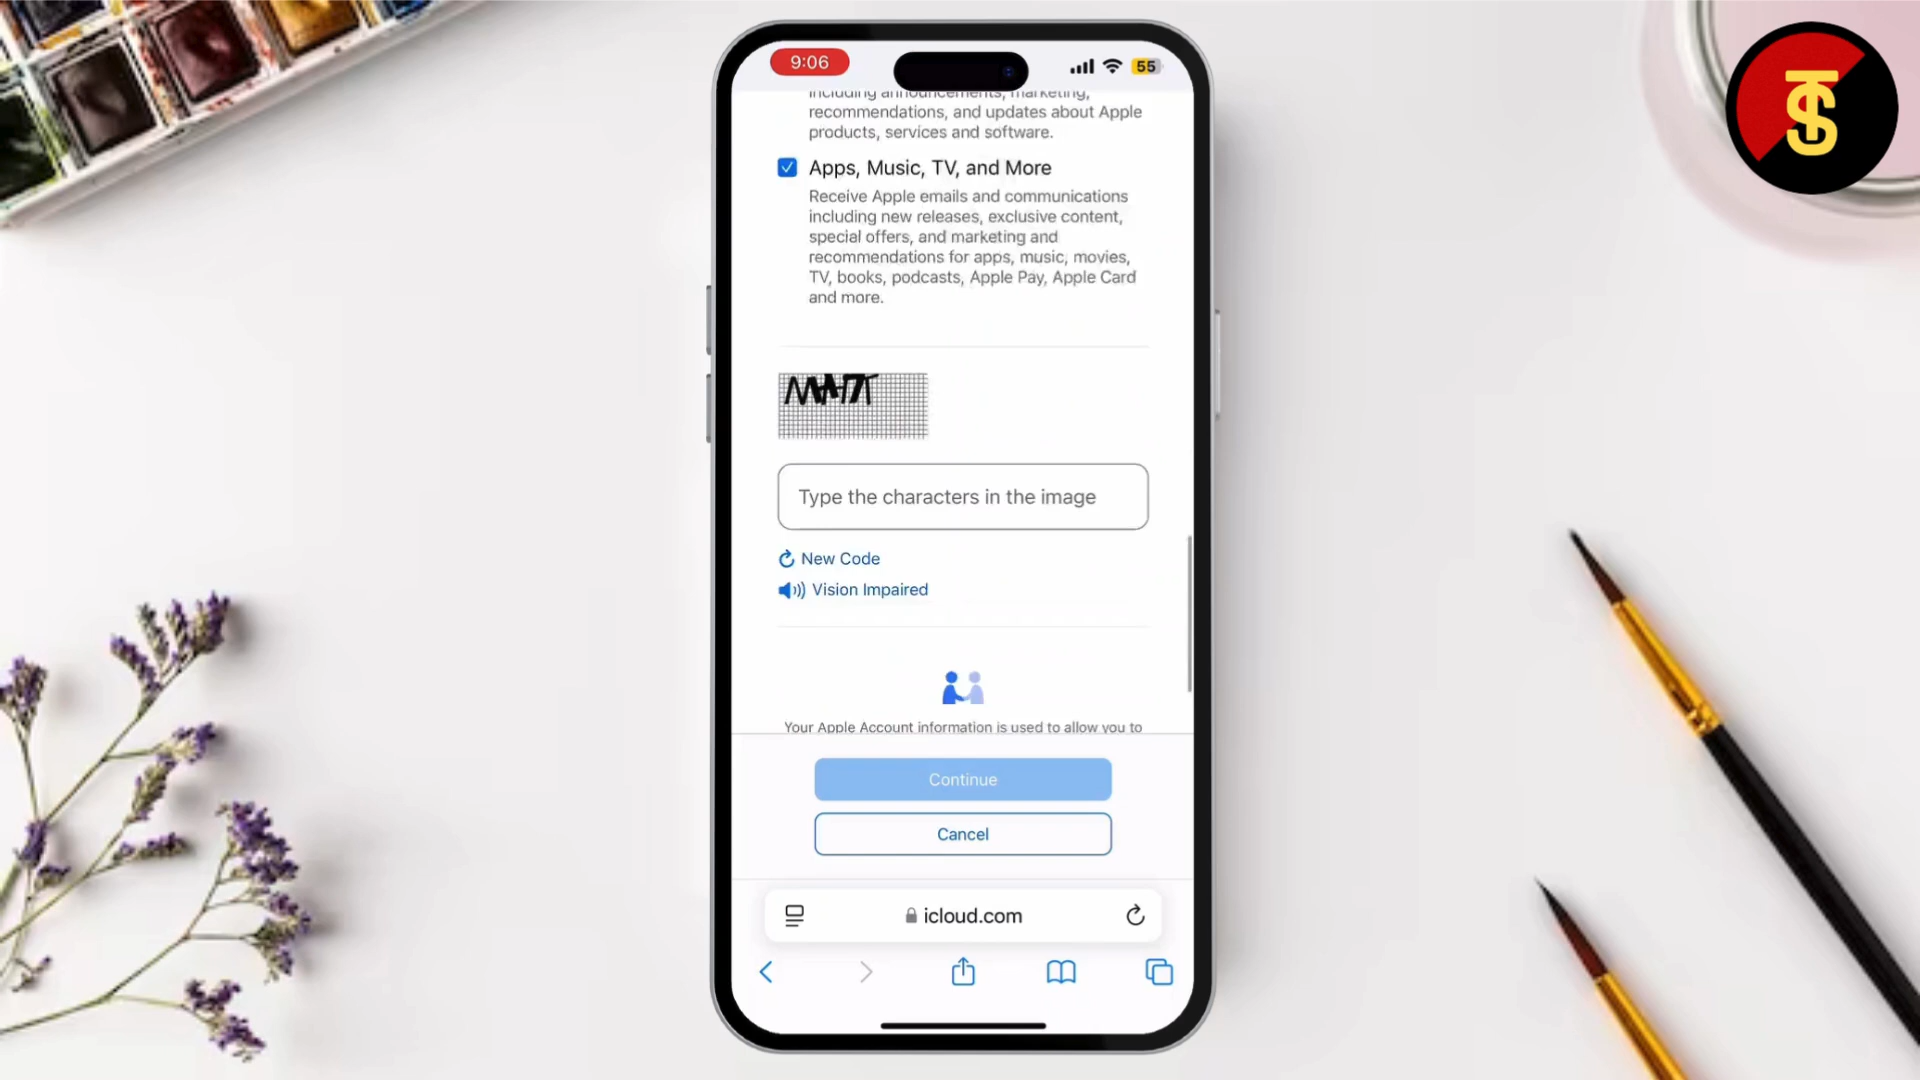 9:06
55
including announcements, marketing,
recommendations, and updates about Apple
products, services and software.
Apps, Music, TV, and More
Receive Apple emails and communications
including new releases, exclusive content,
special offers, and marketing and
recommendations for apps, music, movies,
TV, books, podcasts, Apple Pay, Apple Card
and more.
Type the characters in the image
New Code
Vision Impaired
Your Apple Account information is used to allow you to
Continue
Cancel
icloud.com